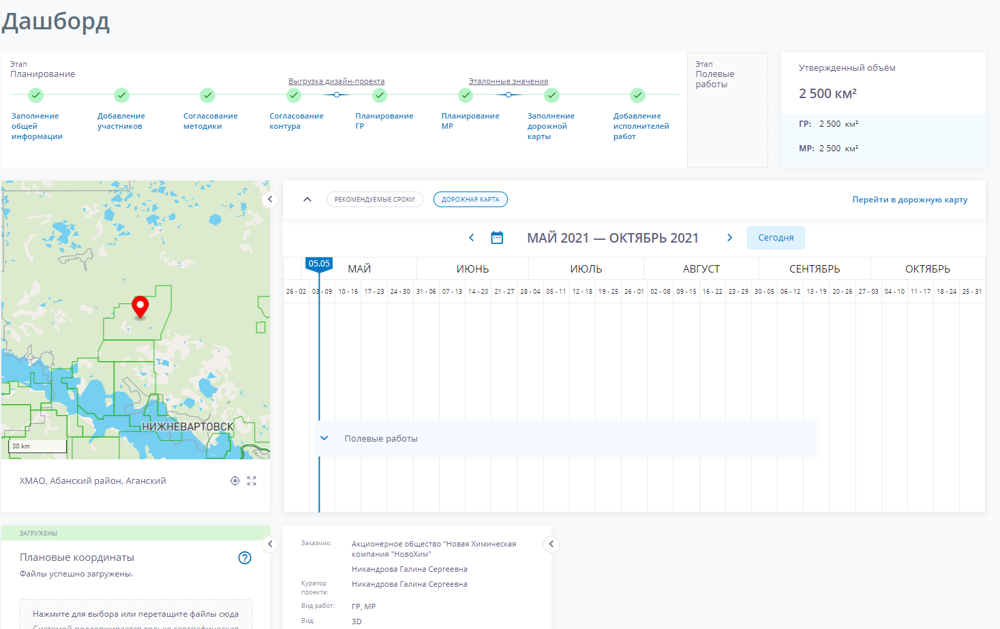 Дашборд
Этап
Планирование
Выгрузка дизайн-проекта
Эталонные значения
Заполнение
общей
информации
Добавление
участников
Согласование
методики
Согласование
контура
Планирование
ГР
Планирование
МР
Заполнение
дорожной
карты
Добавление
исполнителей
работ
Этап
Полевые
работы
Утвержденный объём
2 500 км²
ГР: 2 500 км²
МР: 2 500 км²
НИЖНЕВАРТОВСК
30 km
ХМАО, Абанский район, Аганский
РЕКОМЕНДУЕМЫЕ СРОКИ
ДОРОЖНАЯ КАРТА
Перейти в дорожную карту
МАЙ 2021 — ОКТЯБРЬ 2021
Сегодня
05.05
МАЙ ИЮНЬ ИЮЛЬ АВГУСТ СЕНТЯБРЬ ОКТЯБРЬ
26 - 02 03 - 09 10 - 16 17 - 23 24 - 30 31 - 06 07 - 13 14 - 20 21 - 27 28 - 04 05 - 11 12 - 18 19 - 25 26 - 01 02 - 08 09 - 15 16 - 22 23 - 29 30 - 05 06 - 12 13 - 19 20 - 26 27 - 03 04 - 10 11 - 17 18 - 24 25 - 31
Полевые работы
ЗАГРУЖЕНЫ
Плановые координаты
Файлы успешно загружены.
Нажмите для выбора или перетащите файлы сюда
Системой поддерживается только географическая
Заказчик: Акционерное общество "Новая Химическая
компания "НовоХим"
Никандрова Галина Сергеевна
Куратор
проекта: Никандрова Галина Сергеевна
Вид работ: ГР, МР
Вид: 3D